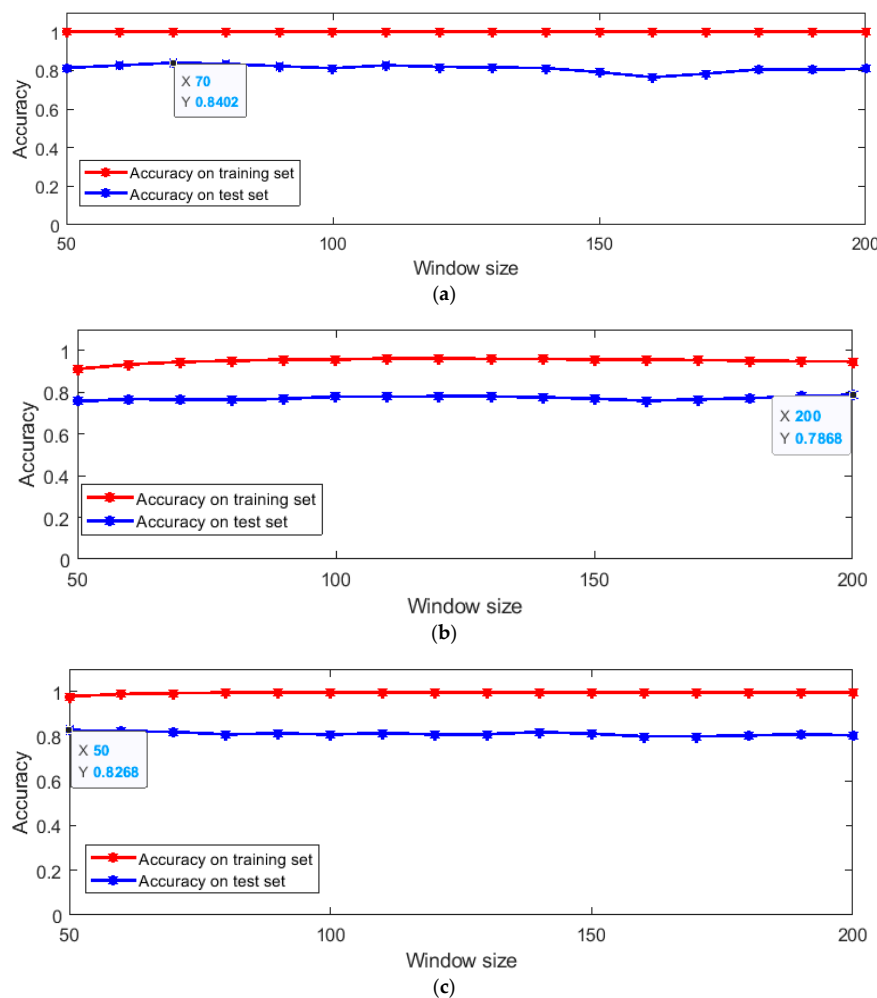 1
0.8
0.6
0.4
0.2
0
Accuracy
X 70
Y 0.8402
Accuracy on training set
Accuracy on test set
50
100
150
200
Window size
(a)
1
0.8
0.6
0.4
0.2
0
Accuracy
X 200
Y 0.7868
Accuracy on training set
Accuracy on test set
50
100
150
200
Window size
(b)
1
0.8
0.6
0.4
0.2
0
Accuracy
X 50
Y 0.8268
Accuracy on training set
Accuracy on test set
50
100
150
200
Window size
(c)